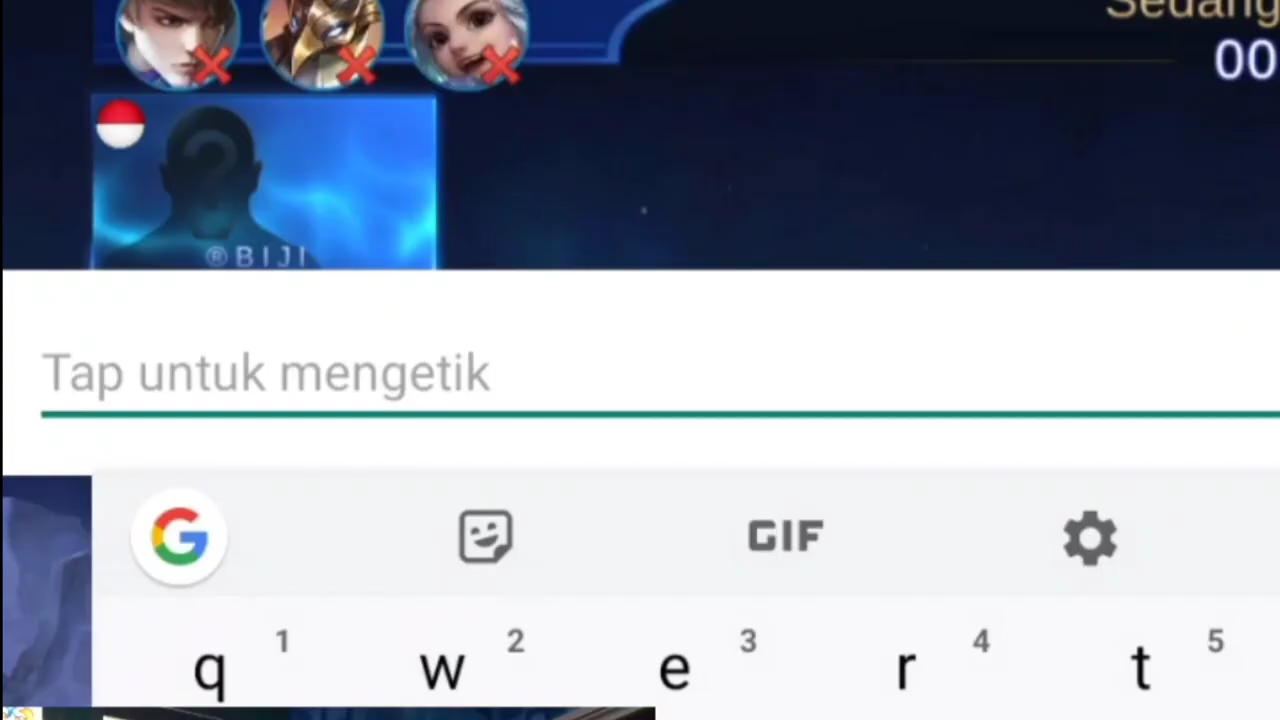 Sedang
00
®BIJI
Tap untuk mengetik
G GIF
1 2 3 4 5
q w e r t